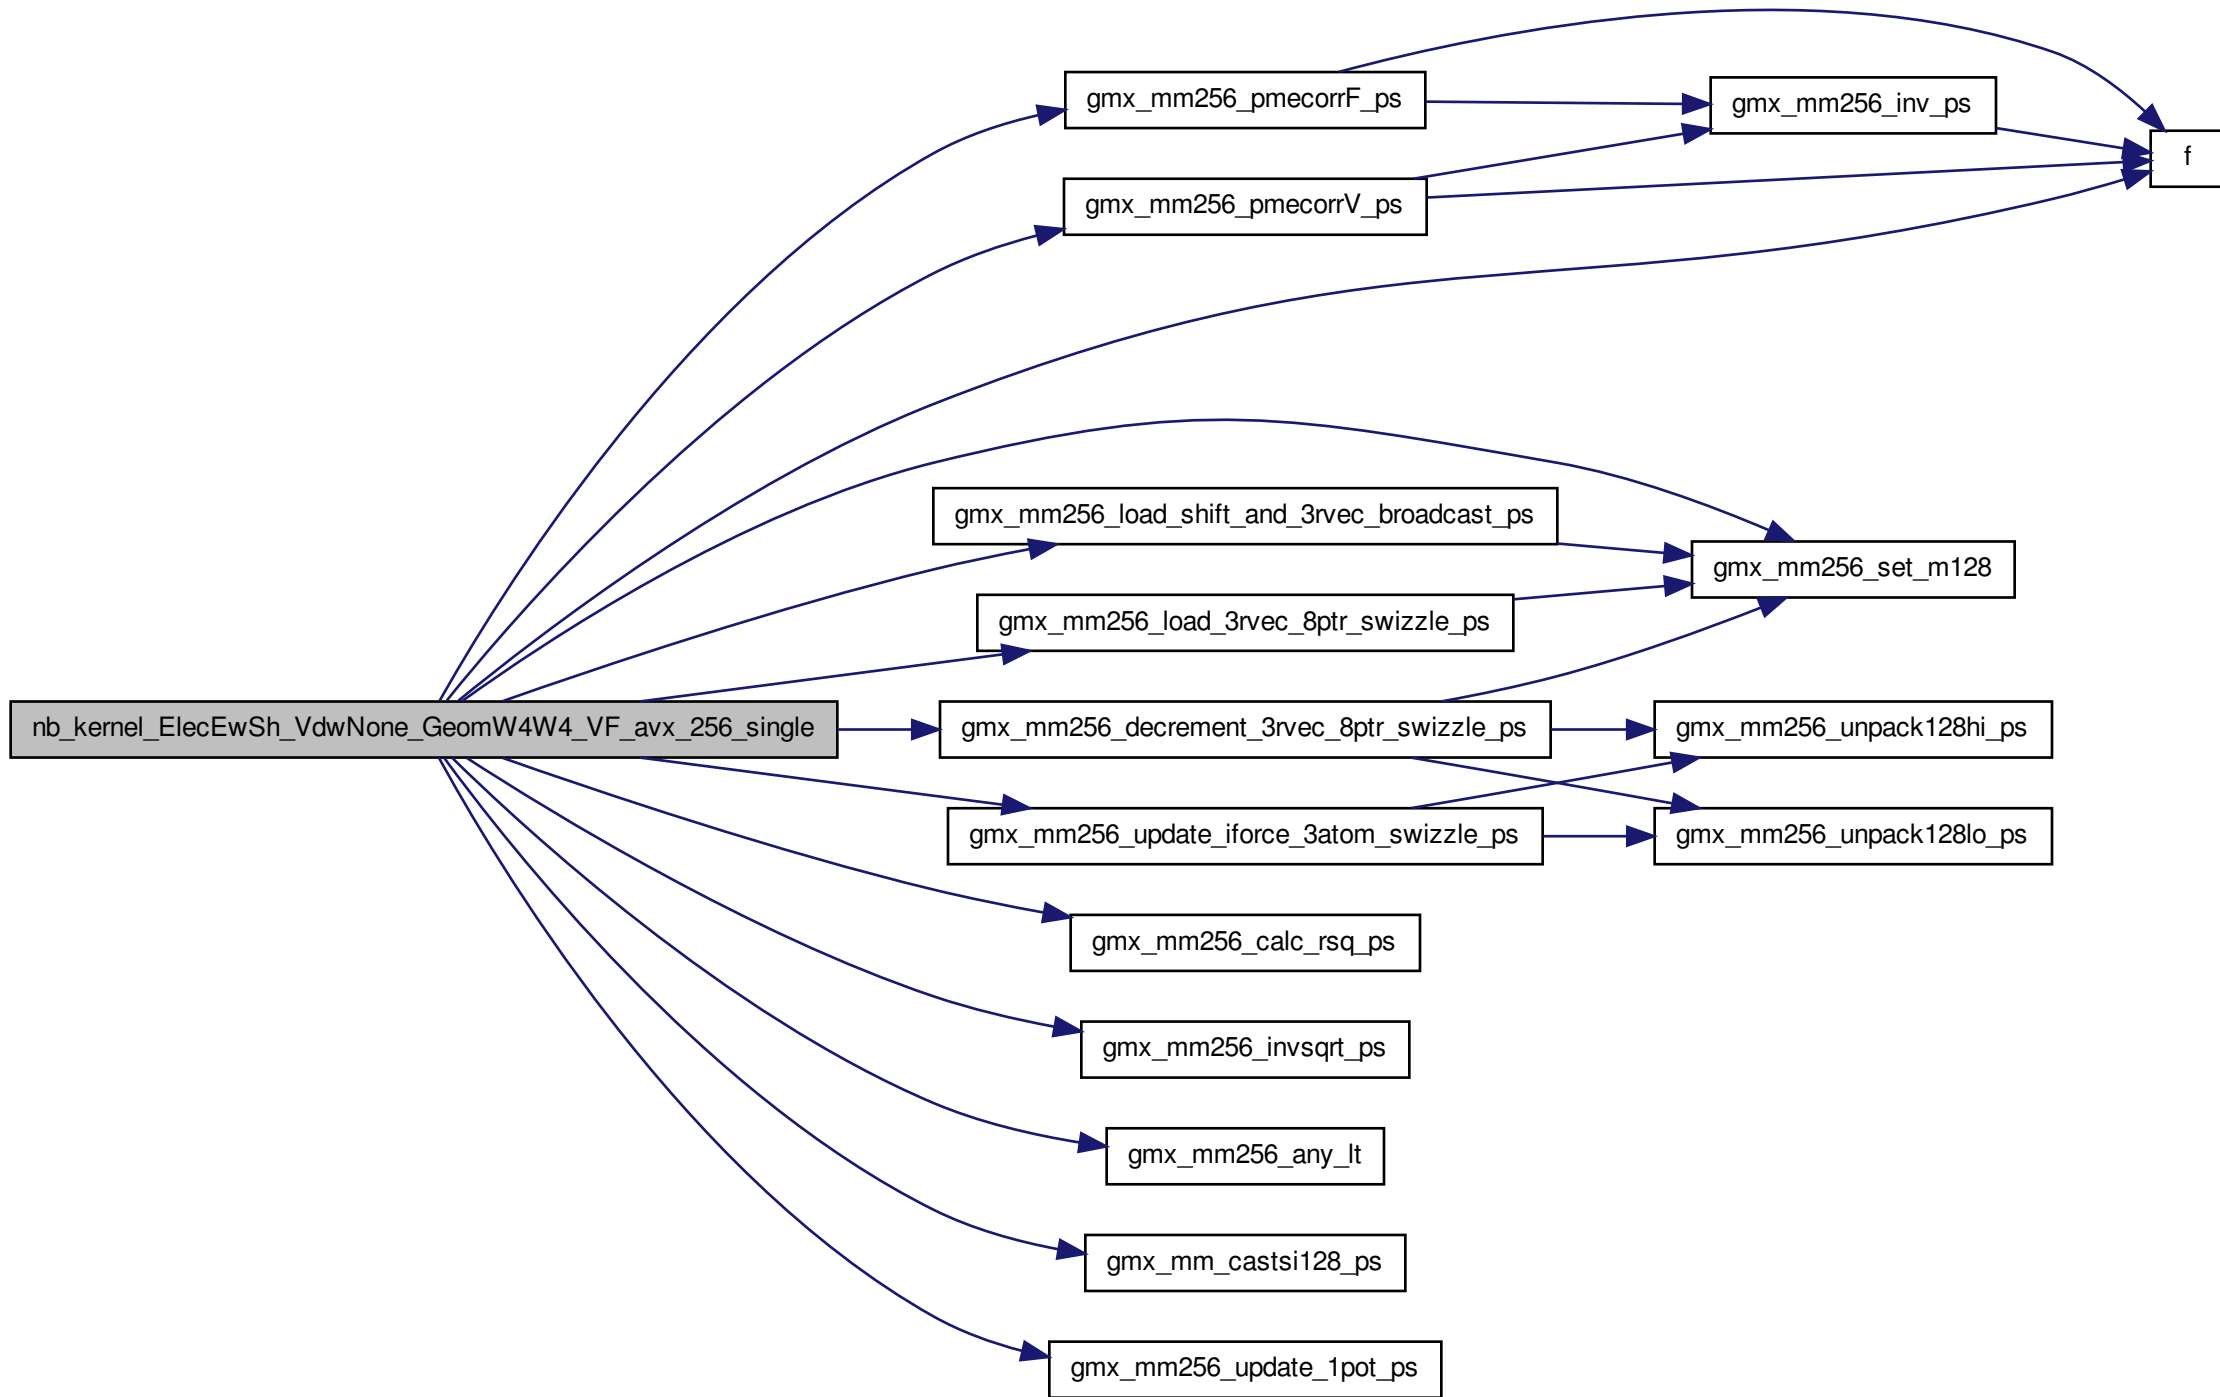 nb_kernel_ElecEwSh_VdwNone_GeomW4W4_VF_avx_256_single
gmx_mm256_pmecorrF_ps
gmx_mm256_inv_ps
f
gmx_mm256_pmecorrV_ps
gmx_mm256_load_shift_and_3rvec_broadcast_ps
gmx_mm256_set_m128
gmx_mm256_load_3rvec_8ptr_swizzle_ps
gmx_mm256_decrement_3rvec_8ptr_swizzle_ps
gmx_mm256_unpack128hi_ps
gmx_mm256_update_iforce_3atom_swizzle_ps
gmx_mm256_unpack128lo_ps
gmx_mm256_calc_rsq_ps
gmx_mm256_invsqrt_ps
gmx_mm256_any_lt
gmx_mm_castsi128_ps
gmx_mm256_update_1pot_ps